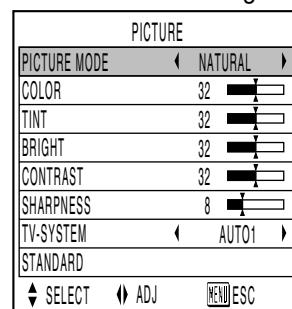 PICTURE
PICTURE MODE NATURAL
COLOR 32
TINT 32
BRIGHT 32
CONTRAST 32
SHARPNESS 8
TV-SYSTEM AUTO1
STANDARD
SELECT ADJ MENU ESC